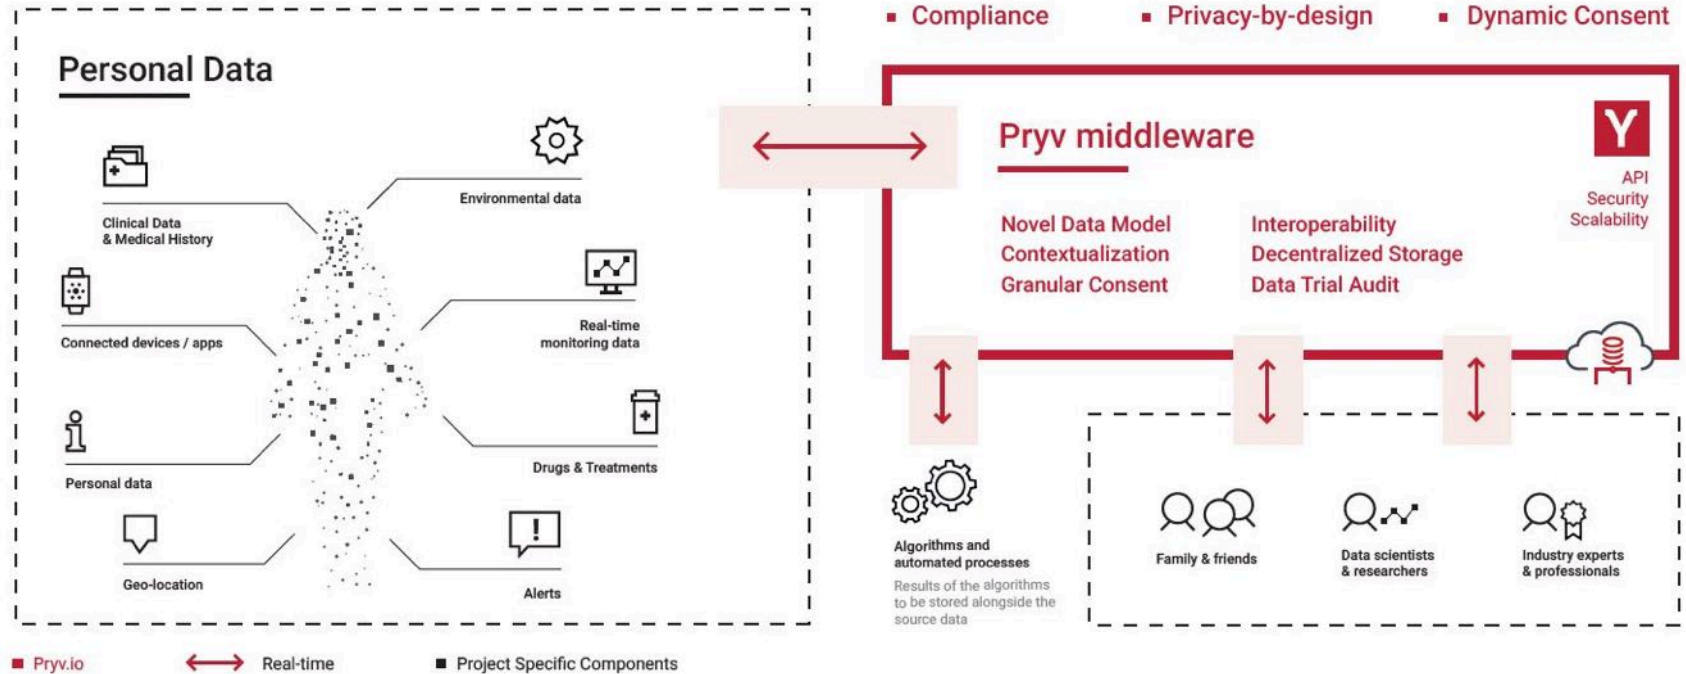 Compliance
Privacy-by-design
Dynamic Consent
Personal Data
Environmental data
Clinical Data
& Medical History
Connected devices / apps
Real-time
monitoring data
Personal data
Drugs & Treatments
Geo-location
Alerts
Pryv middleware
API
Security
Scalability
Novel Data Model
Contextualization
Granular Consent
Interoperability
Decentralized Storage
Data Trial Audit
Algorithms and
automated processes
Results of the algorithms
to be stored alongside the
source data
Family & friends
Data scientists
& researchers
Industry experts
& professionals
Pryv.io
Real-time
Project Specific Components